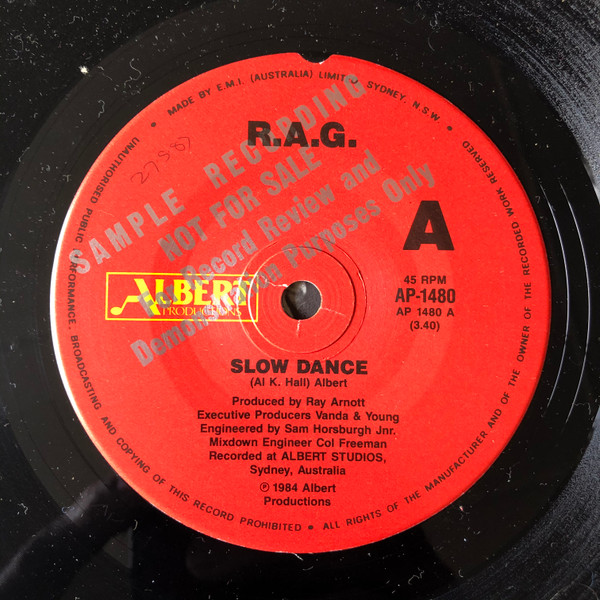 MADE BY E.M.I. (AUSTRALIA) LIMITED SYDNEY. N.S.W.
R.A.G.
27987
SAMPLE RECORDING
NOT FOR SALE
For Record Review and
Demonstration Purposes Only
A
ALBERT
PRODUCTIONS
45 RPM
AP-1480
AP 1480 A
(3.40)
SLOW DANCE
(Al K. Hall) Albert
Produced by Ray Arnott
Executive Producers Vanda & Young
Engineered by Sam Horsburgh Jnr.
Mixdown Engineer Col Freeman
Recorded at ALBERT STUDIOS,
Sydney, Australia
℗ 1984 Albert
Productions
UNAUTHORISED PUBLIC PERFORMANCE, BROADCASTING AND COPYING OF THIS RECORD PROHIBITED • ALL RIGHTS OF THE MANUFACTURER AND OF THE OWNER OF THE RECORDED WORK RESERVED